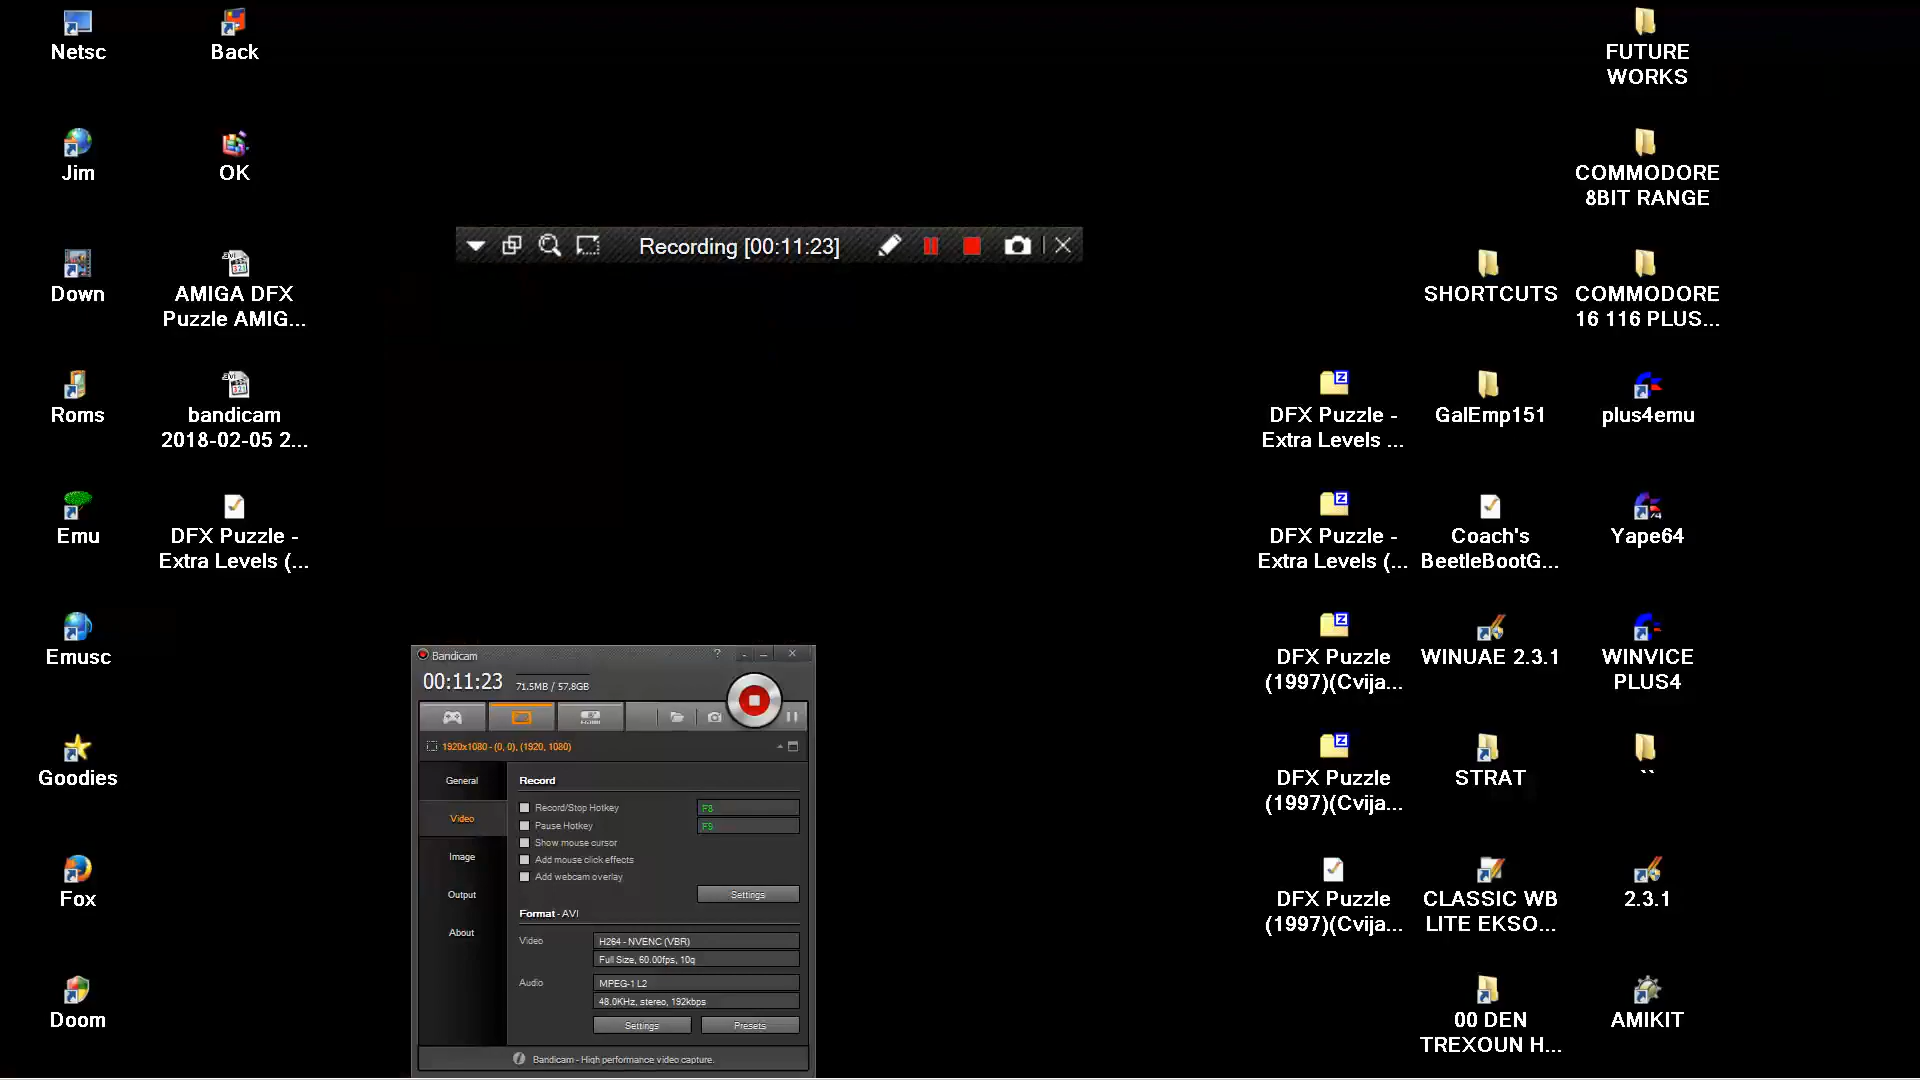 Netsc
Back
FUTURE
WORKS
Jim
OK
COMMODORE
8BIT RANGE
Recording [00:11:23]
Down
AMIGA DFX
Puzzle AMIG...
SHORTCUTS
COMMODORE
16 116 PLUS...
Roms
bandicam
2018-02-05 2...
DFX Puzzle -
Extra Levels ...
GalEmp151
plus4emu
Emu
DFX Puzzle -
Extra Levels (...
DFX Puzzle -
Extra Levels (...
Coach's
BeetleBootG...
Yape64
Emusc
DFX Puzzle
(1997)(Cvija...
WINUAE 2.3.1
WINVICE
PLUS4
Goodies
DFX Puzzle
(1997)(Cvija...
STRAT
``
Fox
DFX Puzzle
(1997)(Cvija...
CLASSIC WB
LITE EKSO...
2.3.1
Doom
00 DEN
TREXOUN H...
AMIKIT
Bandicam
00:11:23
71.5MB / 57.8GB
1920x1080 - (0, 0), (1920, 1080)
General
Video
Image
Output
About
Record
Record/Stop Hotkey
F8
Pause Hotkey
F9
Show mouse cursor
Add mouse click effects
Add webcam overlay
Settings
Format - AVI
Video
H264 - NVENC (VBR)
Full Size, 60.00fps, 10q
Audio
MPEG-1 L2
48.0KHz, stereo, 192kbps
Settings
Presets
Bandicam - High performance video capture.